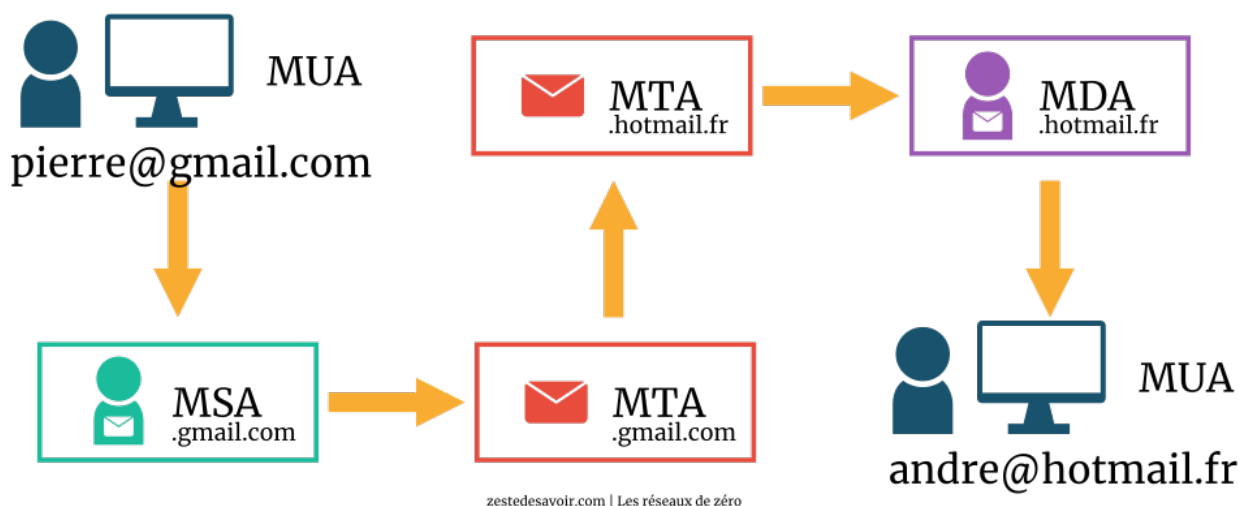 MUA
pierre@gmail.com
MSA
.gmail.com
MTA
.gmail.com
MTA
.hotmail.fr
MDA
.hotmail.fr
MUA
andre@hotmail.fr
zestedesavoir.com | Les réseaux de zéro